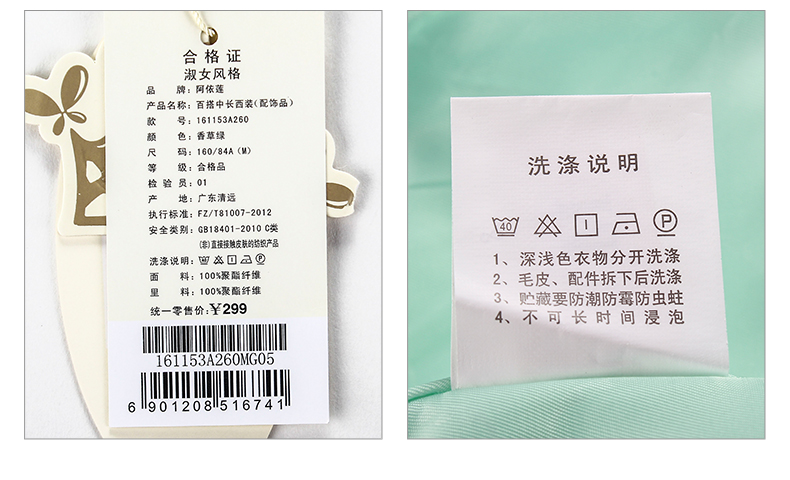 合格证
淑女风格
品 牌：阿依莲
产品名称：百搭中长西装(配饰品)
款 号：161153A260
颜 色：香草绿
尺 码：160/84A(M)
等 级：合格品
检 验 员：01
产 地：广东清远
执行标准：FZ/T81007-2012
安全类别：GB18401-2010 C类
(非)直接接触皮肤的纺织产品
洗涤说明：
面 料：100%聚酯纤维
里 料：100%聚酯纤维
统一零售价：¥299
161153A260MG05
6 901208 516741
洗涤说明
40 P
1、深浅色衣物分开洗涤
2、毛皮、配件拆下后洗涤
3、贮藏要防潮防霉防虫蛀
4、不可长时间浸泡